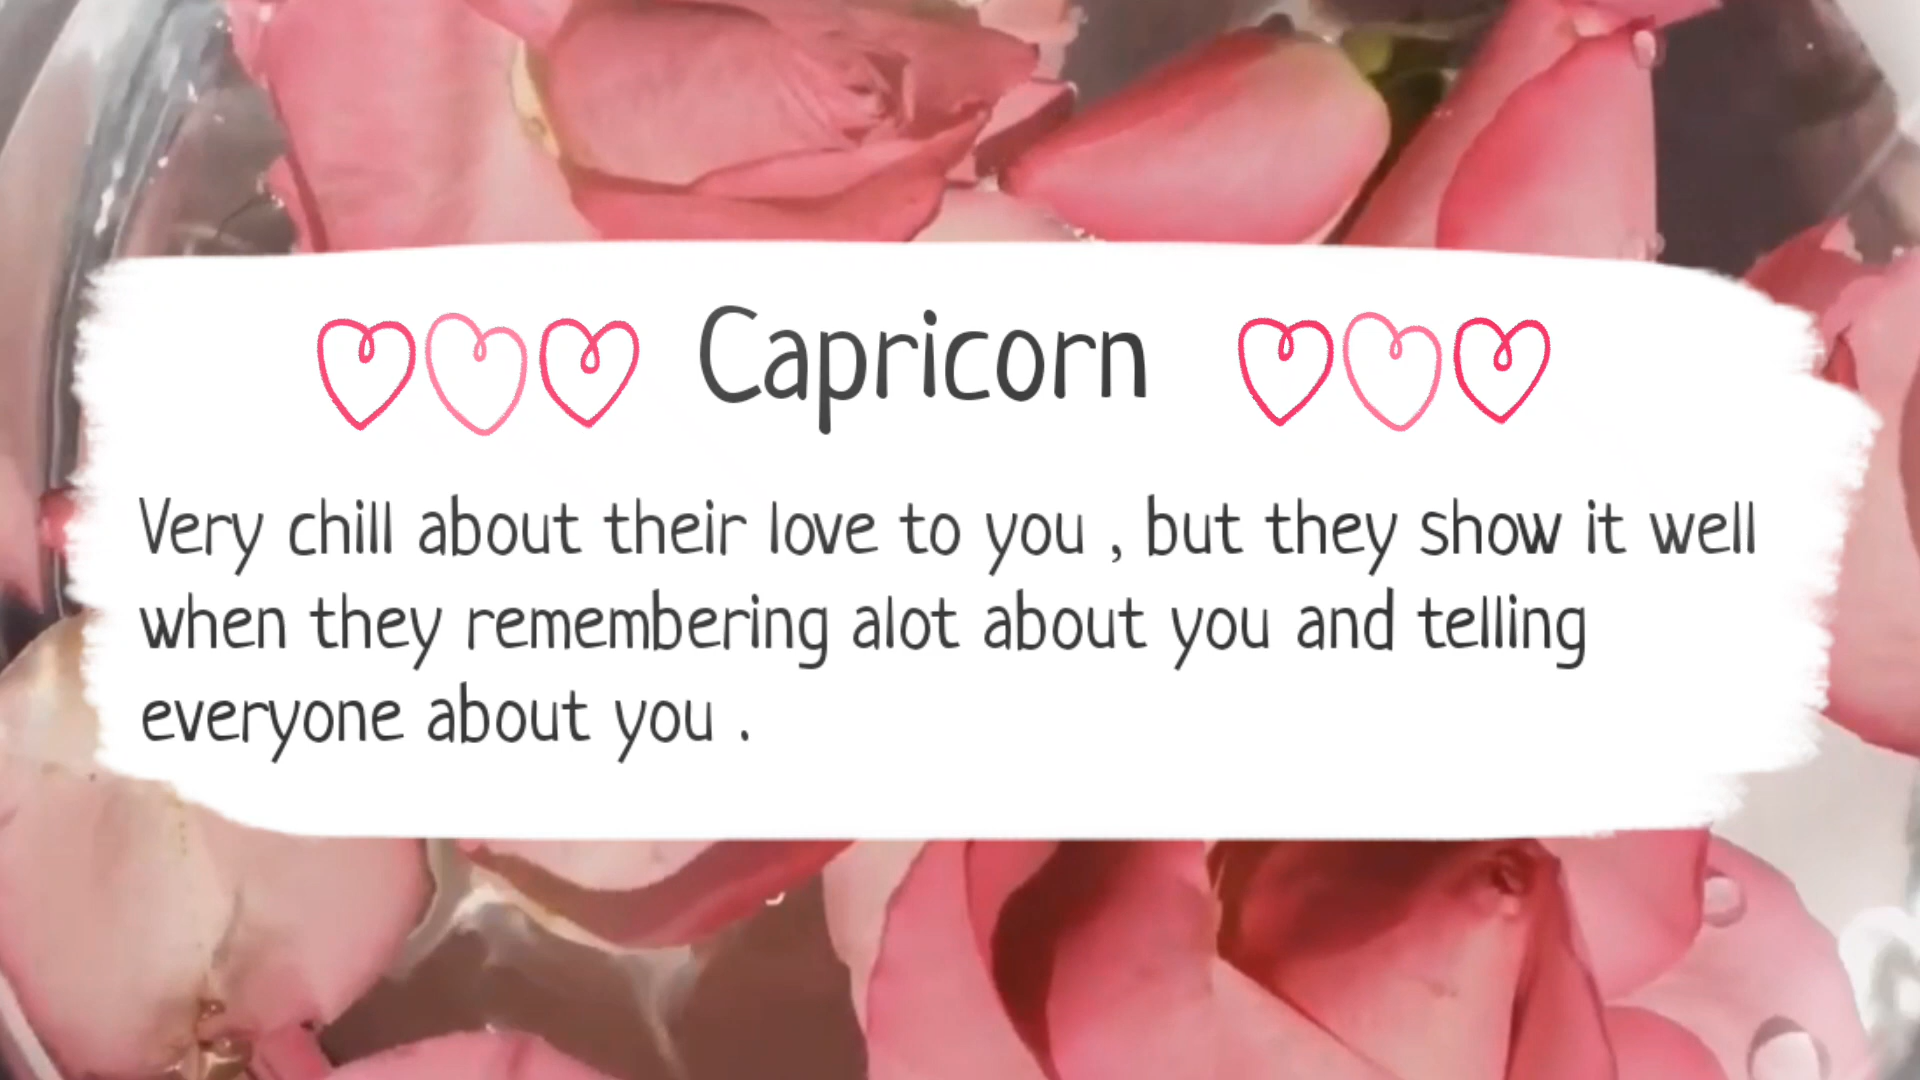 Capricorn
Very chill about their love to you , but they show it well
when they remembering alot about you and telling
everyone about you .